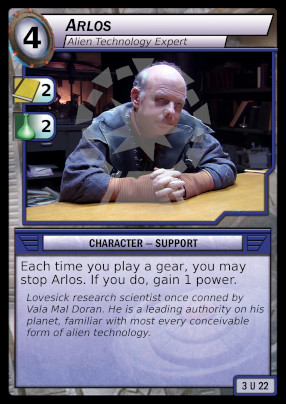 4
ARLOS
Alien Technology Expert
2
2
CHARACTER – SUPPORT
Each time you play a gear, you may
stop Arlos. If you do, gain 1 power.
Lovesick research scientist once conned by
Vala Mal Doran. He is a leading authority on his
planet, familiar with most every conceivable
form of alien technology.
3 U 22